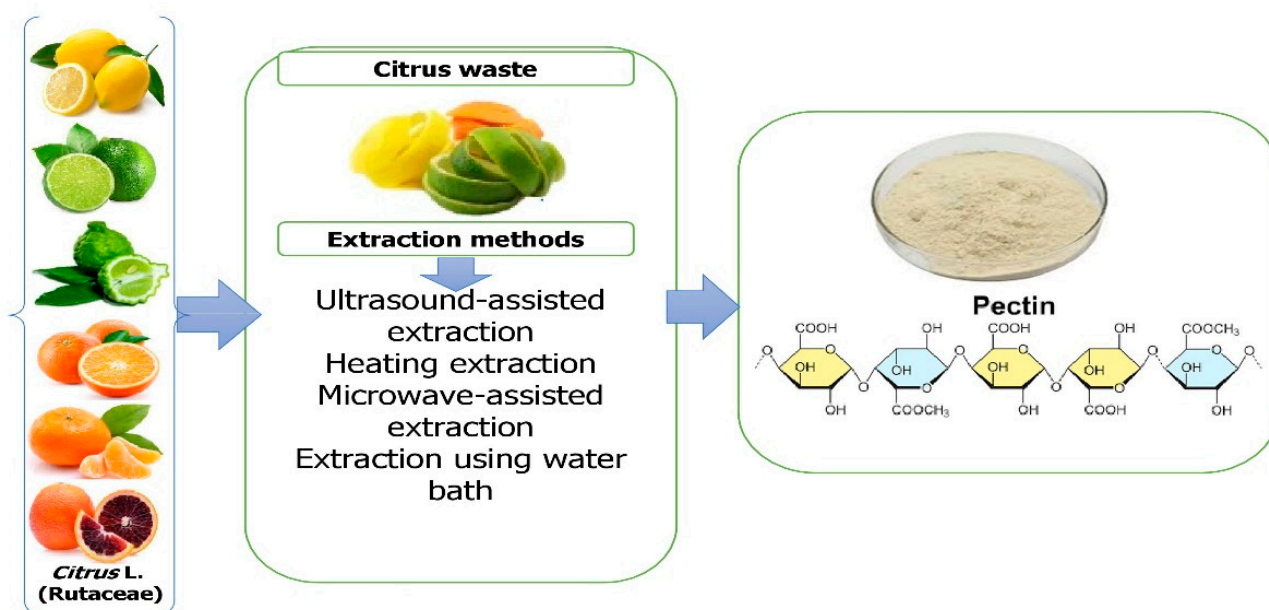 Citrus L.
(Rutaceae)
Citrus waste
Extraction methods
Ultrasound-assisted
extraction
Heating extraction
Microwave-assisted
extraction
Extraction using water
bath
Pectin
COOH
OH
COOH
OH
COOCH3
O
O
O
O
O
O
OH
OH
OH
OH
OH
O
O
O
O
O
OH
COOCH3
OH
COOH
OH